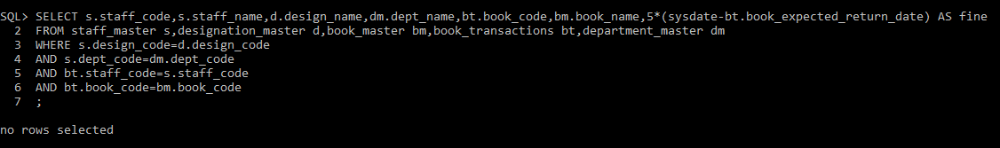 SQL> SELECT s.staff_code,s.staff_name,d.design_name,dm.dept_name,bt.book_code,bm.book_name,5*(sysdate-bt.book_expected_return_date) AS fine
  2  FROM staff_master s,designation_master d,book_master bm,book_transactions bt,department_master dm
  3  WHERE s.design_code=d.design_code
  4  AND s.dept_code=dm.dept_code
  5  AND bt.staff_code=s.staff_code
  6  AND bt.book_code=bm.book_code
  7  ;
no rows selected